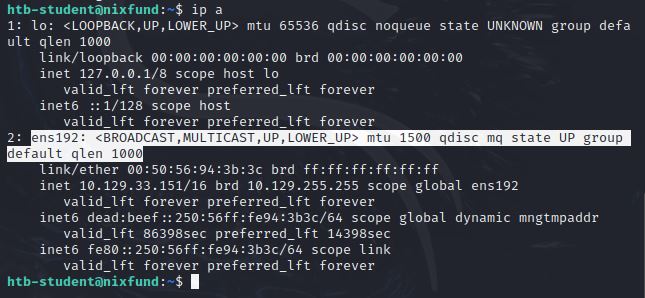 htb-student@nixfund:~$ ip a
1: lo: <LOOPBACK,UP,LOWER_UP> mtu 65536 qdisc noqueue state UNKNOWN group defa
ult qlen 1000
    link/loopback 00:00:00:00:00:00 brd 00:00:00:00:00:00
    inet 127.0.0.1/8 scope host lo
       valid_lft forever preferred_lft forever
    inet6 ::1/128 scope host
       valid_lft forever preferred_lft forever
2: ens192: <BROADCAST,MULTICAST,UP,LOWER_UP> mtu 1500 qdisc mq state UP group
default qlen 1000
    link/ether 00:50:56:94:3b:3c brd ff:ff:ff:ff:ff:ff
    inet 10.129.33.151/16 brd 10.129.255.255 scope global ens192
       valid_lft forever preferred_lft forever
    inet6 dead:beef::250:56ff:fe94:3b3c/64 scope global dynamic mngtmpaddr
       valid_lft 86398sec preferred_lft 14398sec
    inet6 fe80::250:56ff:fe94:3b3c/64 scope link
       valid_lft forever preferred_lft forever
htb-student@nixfund:~$